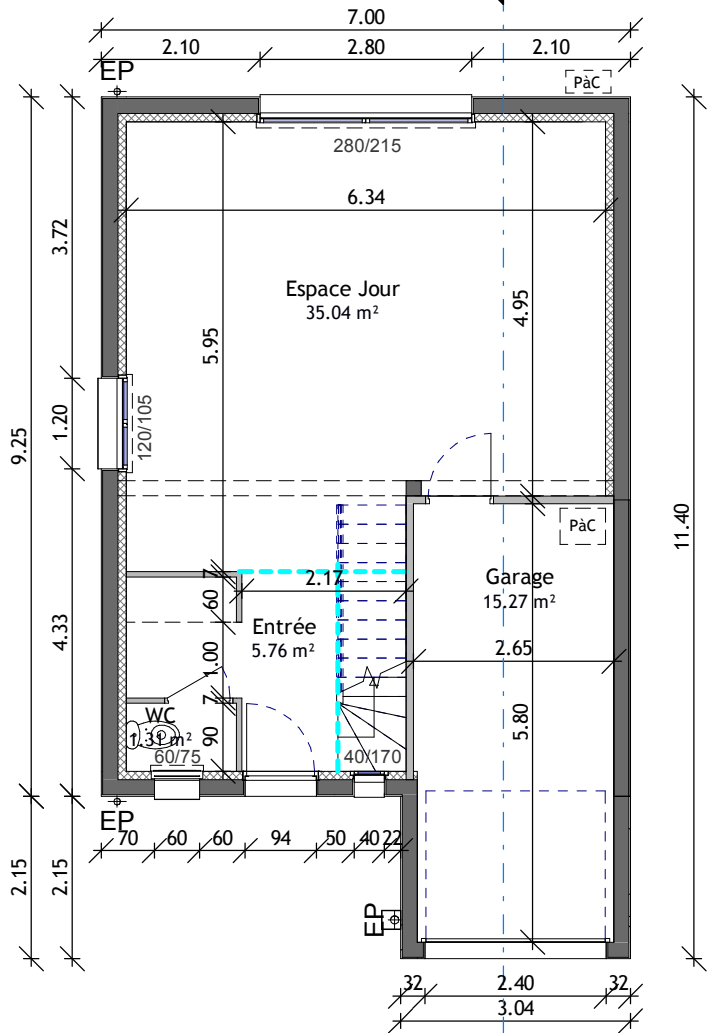 7.00
2.10 2.80 2.10
EP
PàC
280/215
6.34
3.72
Espace Jour
35.04 m²
5.95
4.95
1.20
120/105
9.25
11.40
PàC
7
2.17
Garage
15.27 m²
60
Entrée
5.76 m²
4.33
1.00
2.65
5.80
7
WC
1.31 m²
90
60/75
40/170
EP
70 60 60 94 50 40 22
2.15
2.15
EP
32 2.40 32
3.04